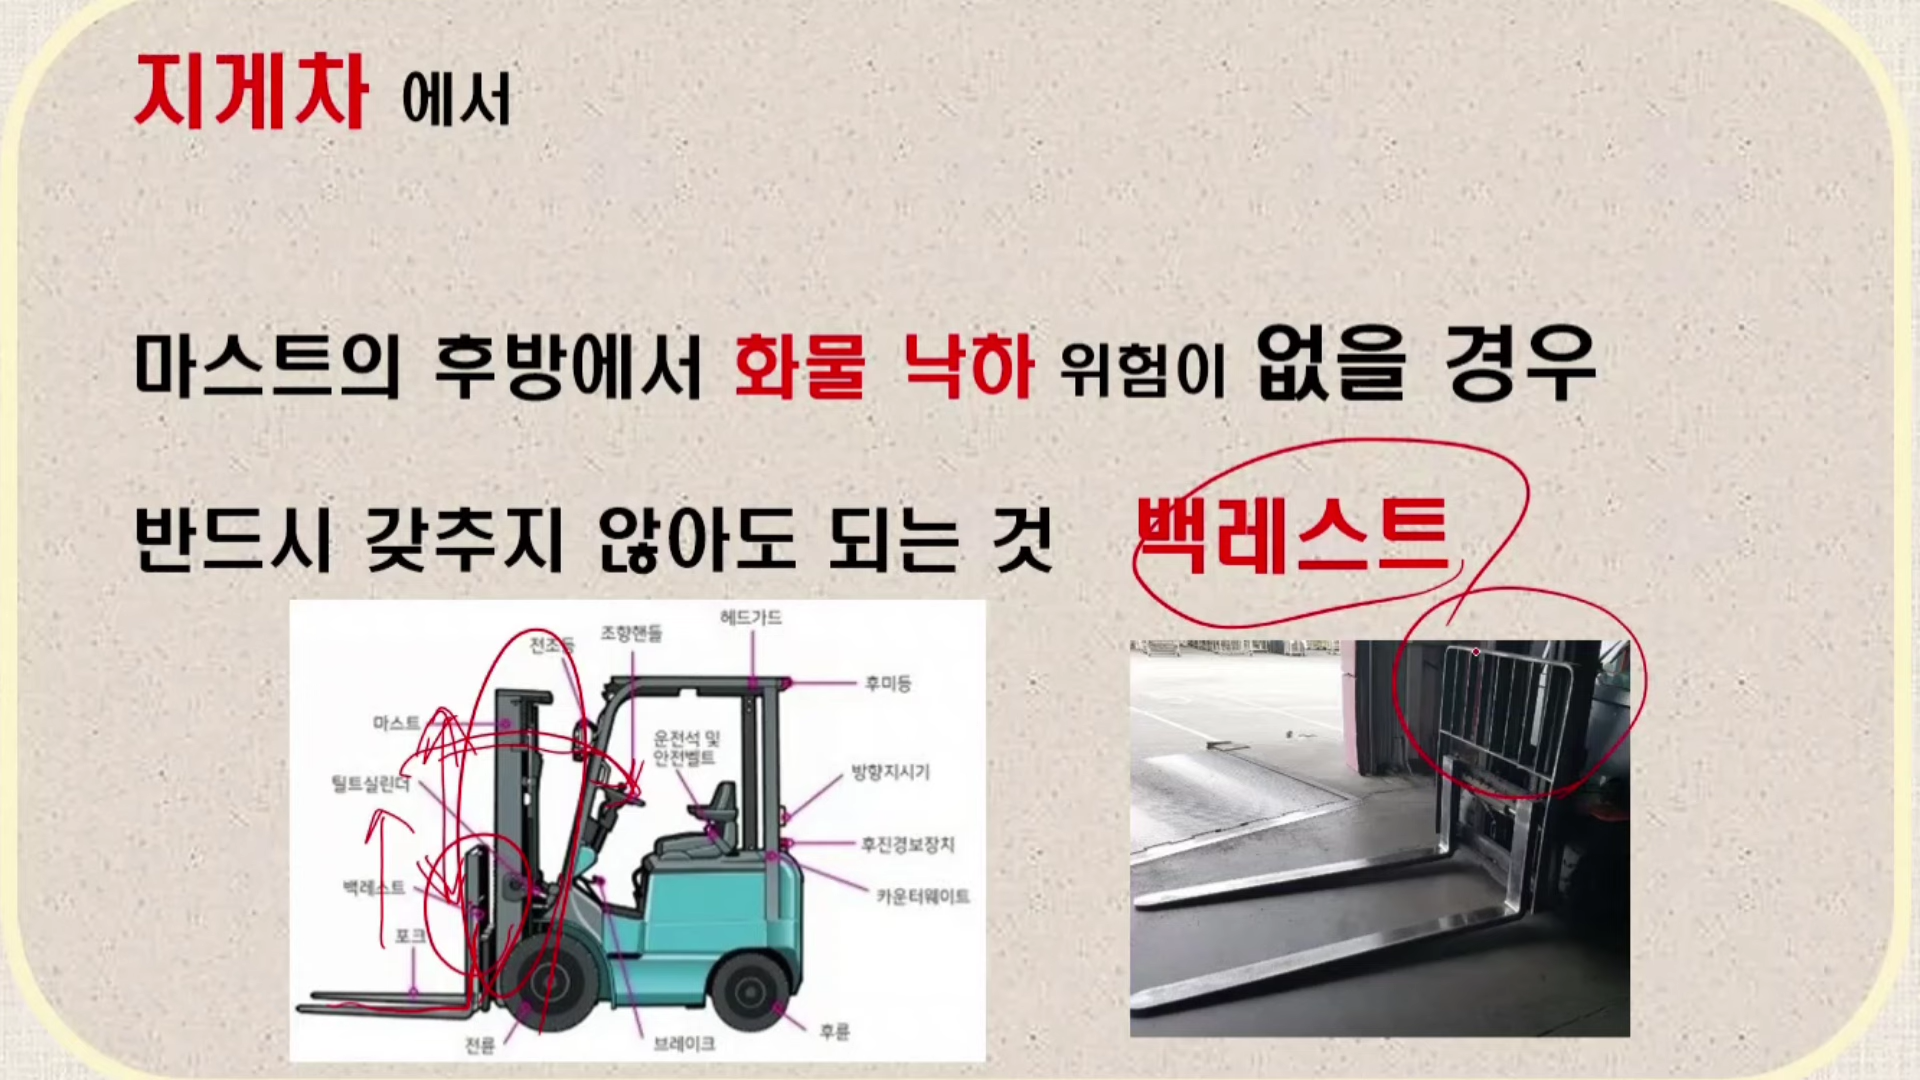 지게차 에서
마스트의 후방에서 화물 낙하 위험이 없을 경우
반드시 갖추지 않아도 되는 것 백레스트
헤드가드
조향핸들
전조등
후미등
마스트
운전석 및
안전벨트
방향지시기
틸트실린더
후진경보장치
백레스트
카운터웨이트
포크
후륜
전륜
브레이크